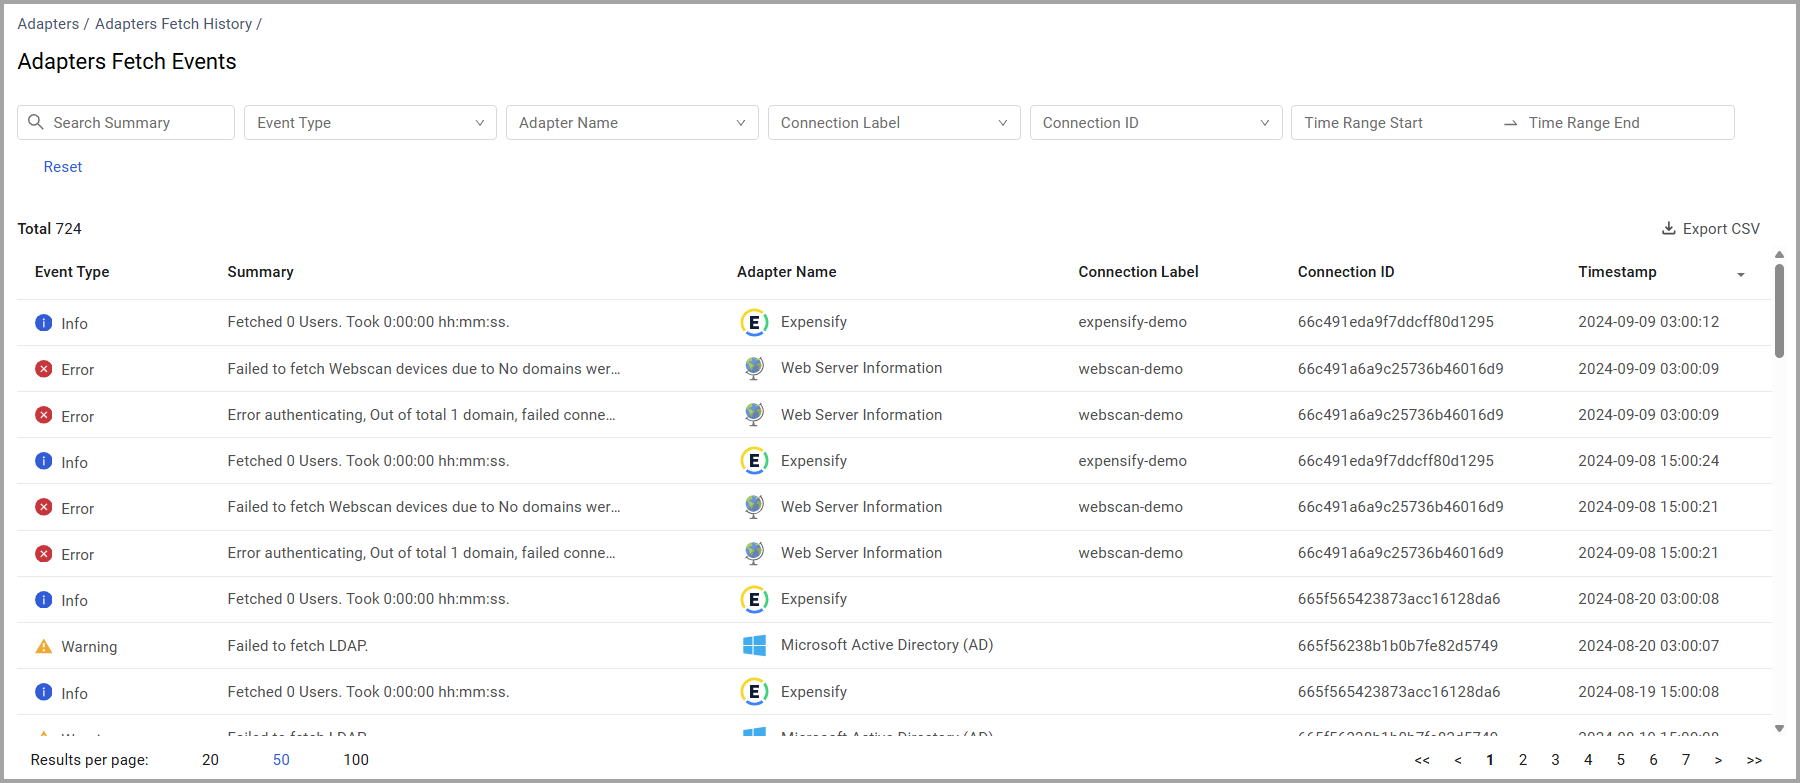 Adapters / Adapters Fetch History /
Adapters Fetch Events
Search Summary Event Type Adapter Name Connection Label Connection ID Time Range Start → Time Range End
Reset
Total 724 Export CSV
Event Type Summary Adapter Name Connection Label Connection ID Timestamp
Info Fetched 0 Users. Took 0:00:00 hh:mm:ss. Expensify expensify-demo 66c491eda9f7ddcff80d1295 2024-09-09 03:00:12
Error Failed to fetch Webscan devices due to No domains wer... Web Server Information webscan-demo 66c491a6a9c25736b46016d9 2024-09-09 03:00:09
Error Error authenticating, Out of total 1 domain, failed conne... Web Server Information webscan-demo 66c491a6a9c25736b46016d9 2024-09-09 03:00:09
Info Fetched 0 Users. Took 0:00:00 hh:mm:ss. Expensify expensify-demo 66c491eda9f7ddcff80d1295 2024-09-08 15:00:24
Error Failed to fetch Webscan devices due to No domains wer... Web Server Information webscan-demo 66c491a6a9c25736b46016d9 2024-09-08 15:00:21
Error Error authenticating, Out of total 1 domain, failed conne... Web Server Information webscan-demo 66c491a6a9c25736b46016d9 2024-09-08 15:00:21
Info Fetched 0 Users. Took 0:00:00 hh:mm:ss. Expensify 665f565423873acc16128da6 2024-08-20 03:00:08
Warning Failed to fetch LDAP. Microsoft Active Directory (AD) 665f56238b1b0b7fe82d5749 2024-08-20 03:00:07
Info Fetched 0 Users. Took 0:00:00 hh:mm:ss. Expensify 665f565423873acc16128da6 2024-08-19 15:00:08
Results per page: 20 50 100 << < 1 2 3 4 5 6 7 > >>